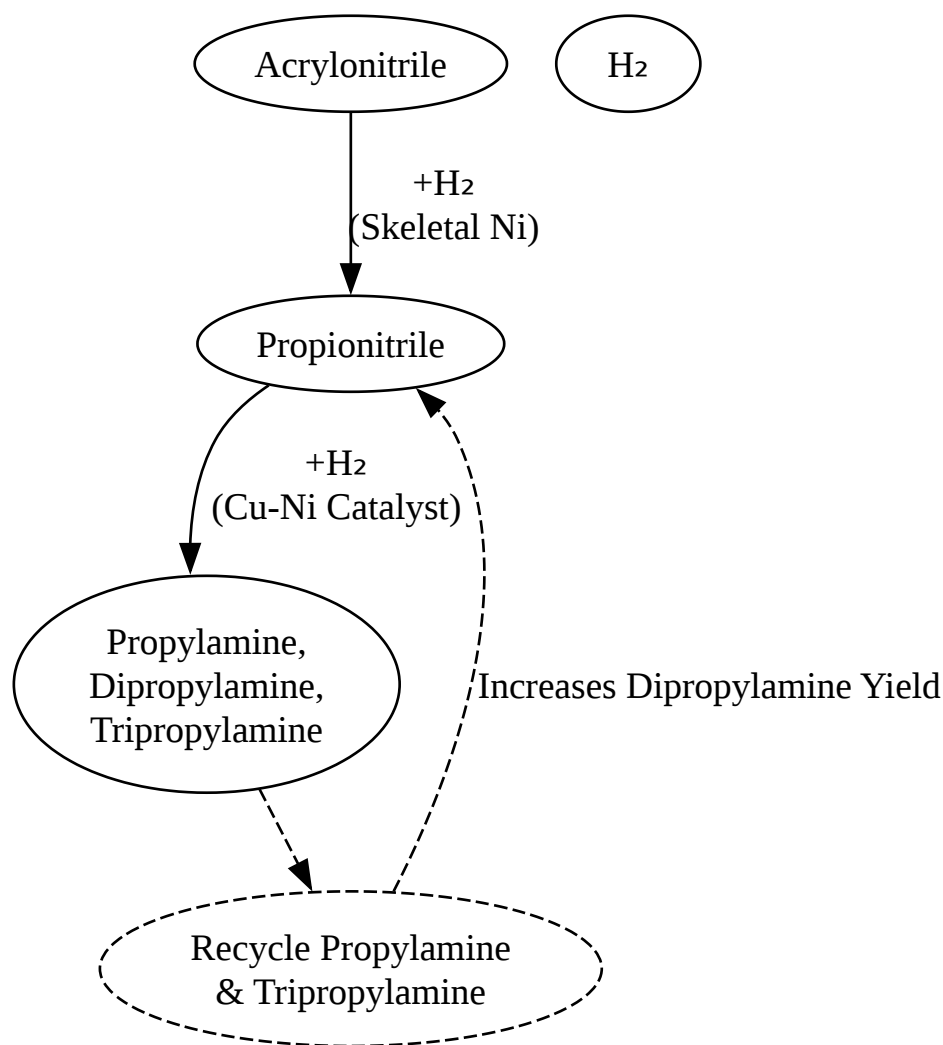 Acrylonitrile
H₂
+H₂
(Skeletal Ni)
Propionitrile
+H₂
(Cu-Ni Catalyst)
Propylamine,
Dipropylamine,
Tripropylamine
Increases Dipropylamine Yield
Recycle Propylamine
& Tripropylamine